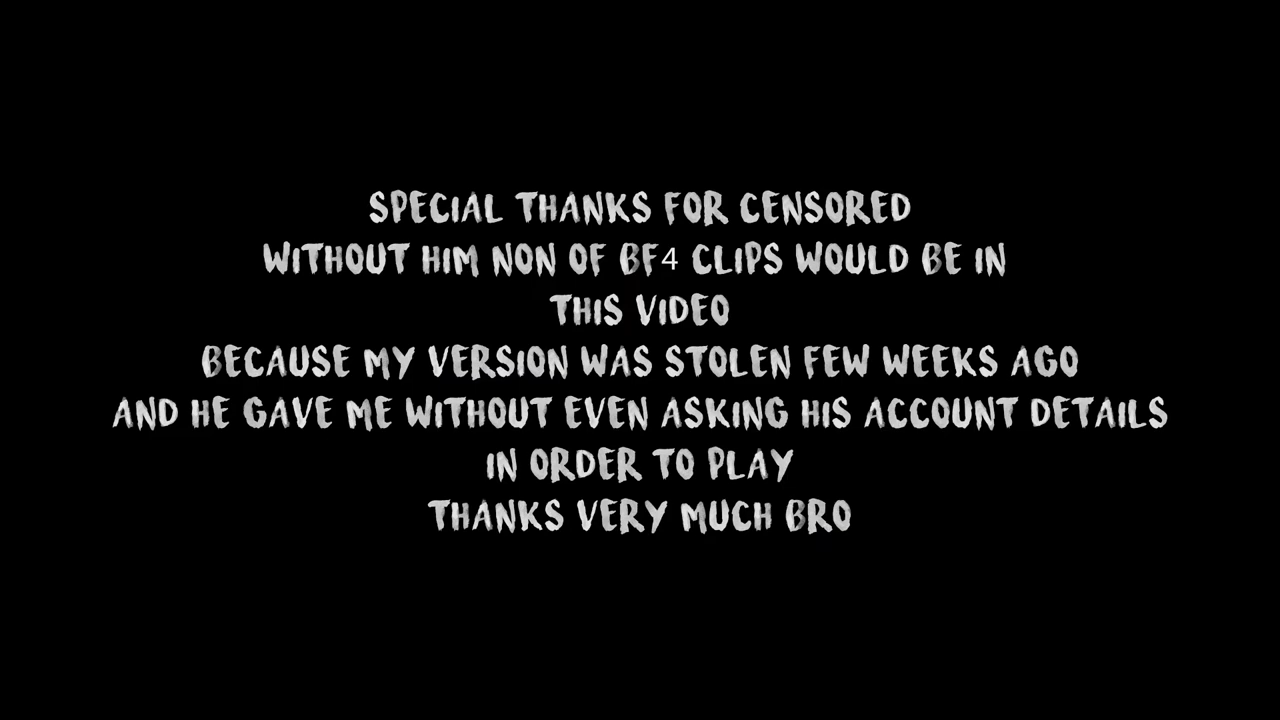 SPECIAL THANKS FOR CENSORED
WITHOUT HIM NON OF BF4 CLIPS WOULD BE IN
THIS VIDEO
BECAUSE MY VERSION WAS STOLEN FEW WEEKS AGO
AND HE GAVE ME WITHOUT EVEN ASKING HIS ACCOUNT DETAILS
IN ORDER TO PLAY
THANKS VERY MUCH BRO